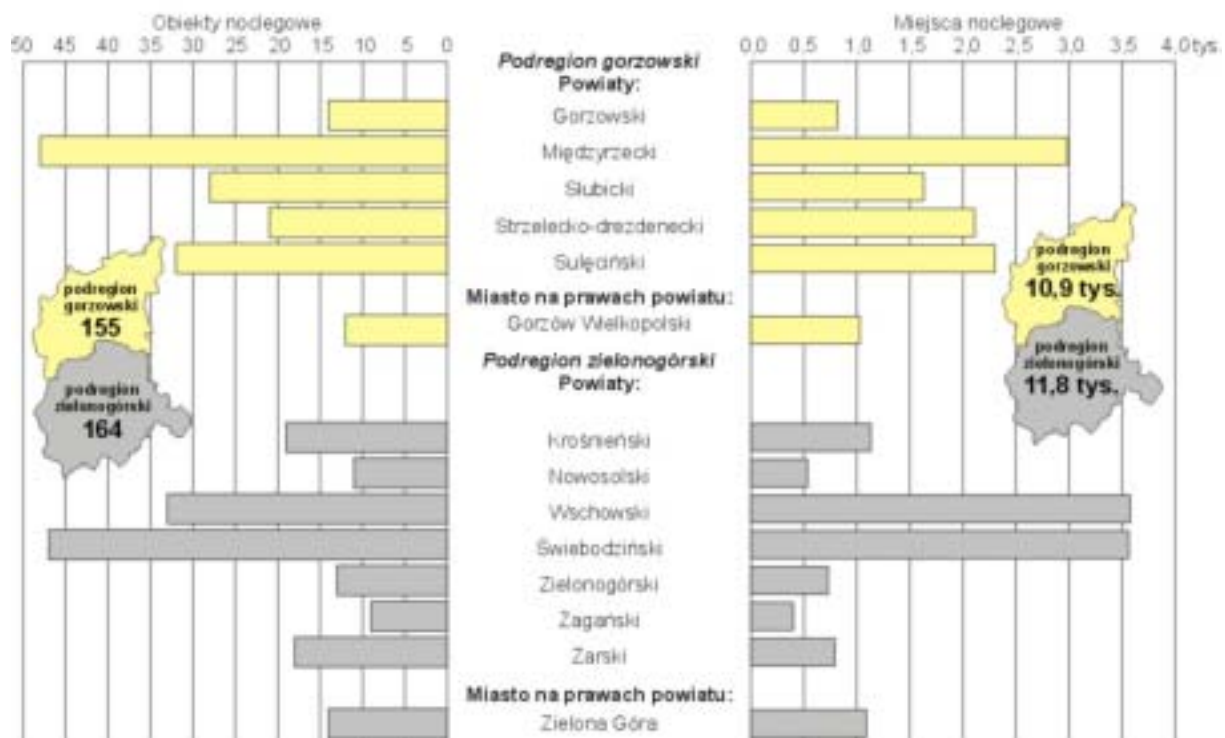 Obiekty noclegowe
Miejsca noclegowe
50 45 40 35 30 25 20 15 10 5 0
0,0 0,5 1,0 1,5 2,0 2,5 3,0 3,5 4,0 tys.
Podregion gorzowski
Powiaty:
Gorzowski
Międzyrzecki
Słubicki
Strzelecko-drezdenecki
Sulęciński
Miasto na prawach powiatu:
Gorzów Wielkopolski
Podregion zielonogórski
Powiaty:
Krośnieński
Nowosolski
Wschowski
Świebodziński
Zielonogórski
Żagański
Żarski
Miasto na prawach powiatu:
Zielona Góra
podregion
gorzowski
155
podregion
zielonogórski
164
podregion
gorzowski
10,9 tys.
podregion
zielonogórski
11,8 tys.